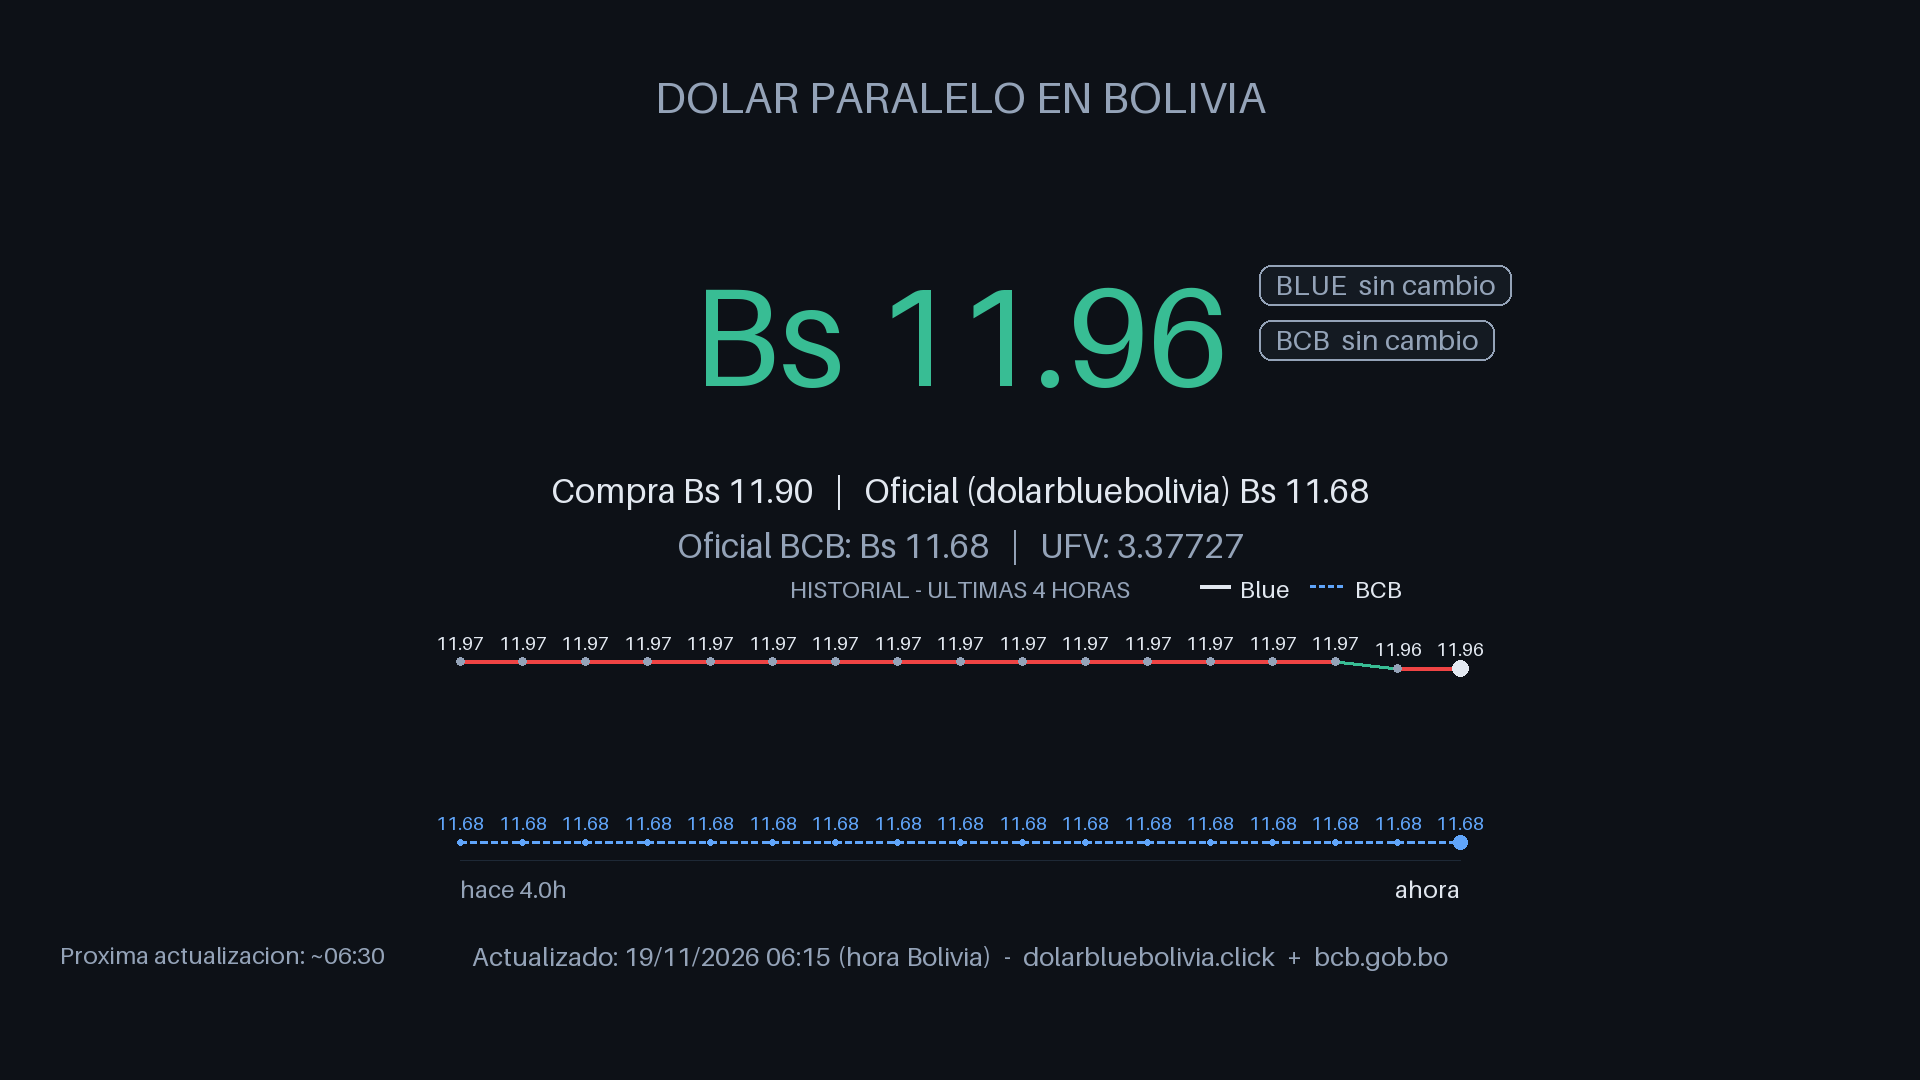 DOLAR PARALELO EN BOLIVIA
Bs 11.96
BLUE sin cambio
BCB sin cambio
Compra Bs 11.90 | Oficial (dolarbluebolivia) Bs 11.68
Oficial BCB: Bs 11.68 | UFV: 3.37727
HISTORIAL - ULTIMAS 4 HORAS
Blue
BCB
11.97 11.97 11.97 11.97 11.97 11.97 11.97 11.97 11.97 11.97 11.97 11.97 11.97 11.97 11.97 11.96 11.96
11.68 11.68 11.68 11.68 11.68 11.68 11.68 11.68 11.68 11.68 11.68 11.68 11.68 11.68 11.68 11.68 11.68
hace 4.0h
ahora
Proxima actualizacion: ~06:30
Actualizado: 19/11/2026 06:15 (hora Bolivia) - dolarbluebolivia.click + bcb.gob.bo